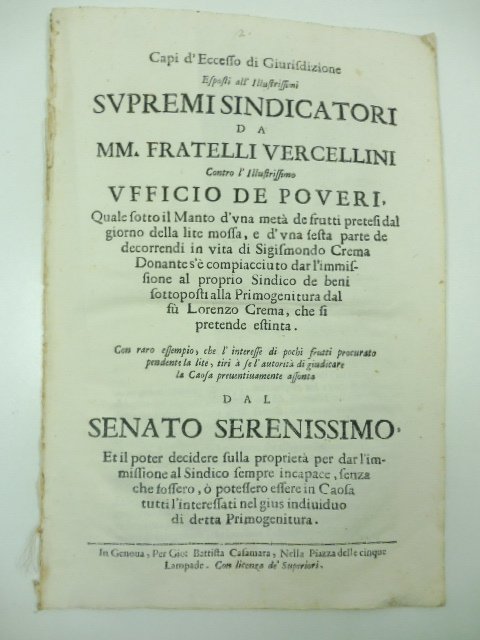 2
Capi d'Eccesso di Giurisdizione
Esposti all' Illustrissimi
SVPREMI SINDICATORI
DA
MM. FRATELLI VERCELLINI
Contro l' Illustrissimo
VFFICIO DE POVERI,
Quale sotto il Manto d'vna metà de frutti pretesi dal
giorno della lite mossa, e d'vna sesta parte de
decorrendi in vita di Sigismondo Crema
Donante s'è compiacciuto dar l'immis-
sione al proprio Sindico de beni
sottoposti alla Primogenitura dal
fù Lorenzo Crema, che si
pretende estinta.
Con raro essempio, che l' interesse di pochi frutti procurato
pendente la lite, tiri à se l' autorità di giudicare
la Caosa preuentiuamente assonta
DAL
SENATO SERENISSIMO.
Et il poter decidere sulla proprietà per dar l'im-
missione al Sindico sempre incapace, senza
che fossero, ò potessero essere in Caosa
tutti l'interessati nel gius indiuiduo
di detta Primogenitura.
In Genoua, Per Gio: Battista Casamara, Nella Piazza delle cinque
Lampade. Con licenza de' Superiori.